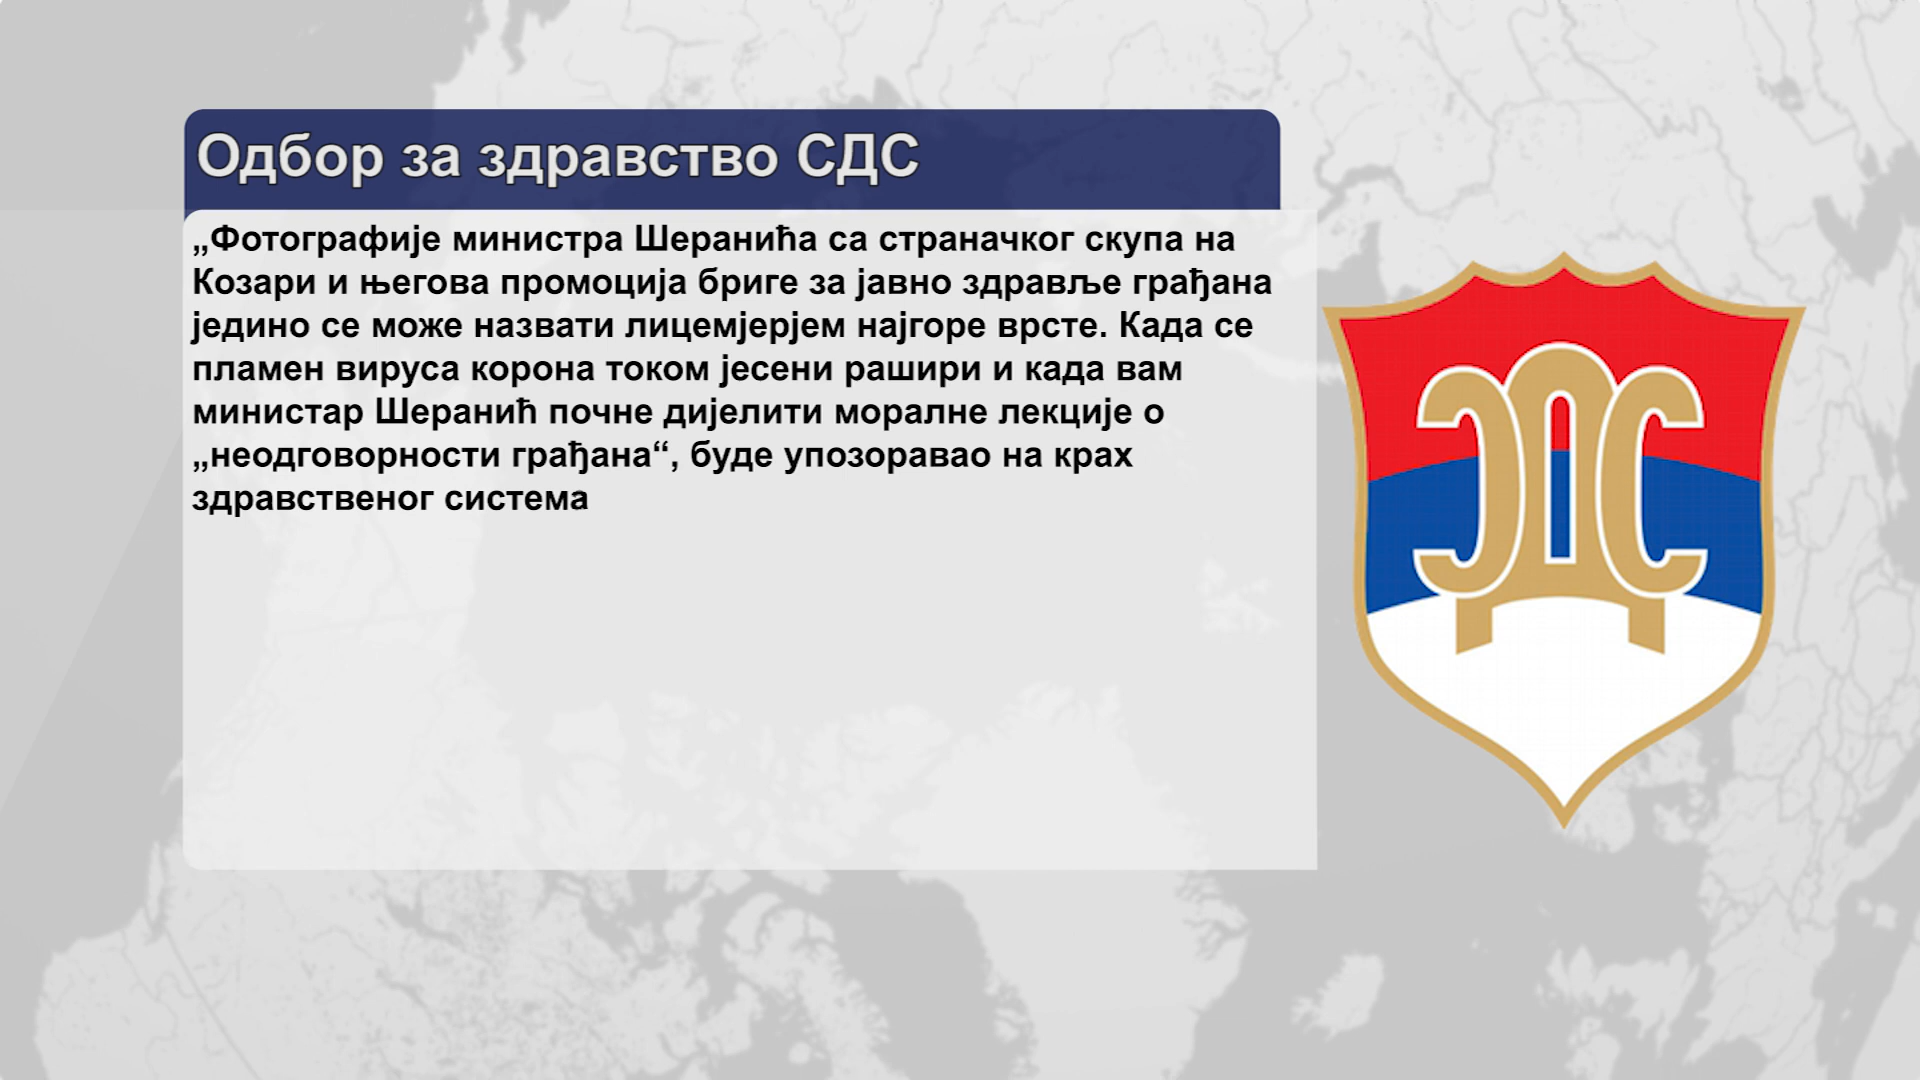 Одбор за здравство СДС
„Фотографије министра Шеранића са страначког скупа на
Козари и његова промоција бриге за јавно здравље грађана
једино се може назвати лицемјерјем најгоре врсте. Када се
пламен вируса корона током јесени рашири и када вам
министар Шеранић почне дијелити моралне лекције о
„неодговорности грађана“, буде упозоравао на крах
здравственог система
СДС